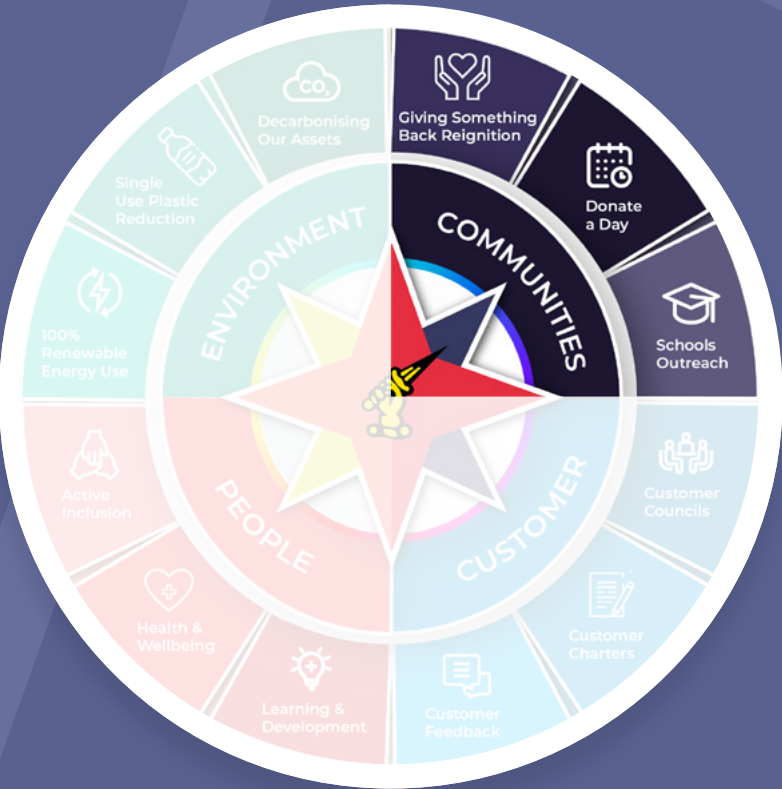 COMMUNITIES
Giving Something
Back Reignition
Donate
a Day
Schools
Outreach
CUSTOMER
Customer
Councils
Customer
Charters
Customer
Feedback
PEOPLE
Learning &
Development
Health &
Wellbeing
Active
Inclusion
ENVIRONMENT
100%
Renewable
Energy Use
Single
Use Plastic
Reduction
CO₂
Decarbonising
Our Assets